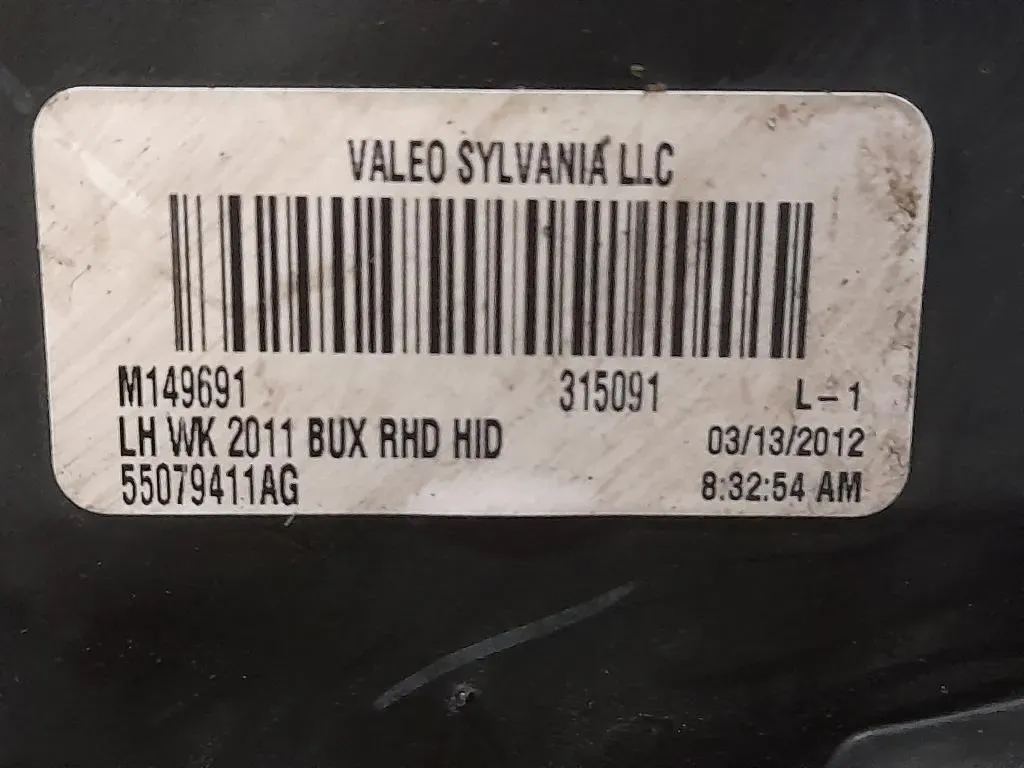 VALEO SYLVANIA LLC
M149691 315091 L-1
LH WK 2011 BUX RHD HID 03/13/2012
55079411AG 8:32:54 AM